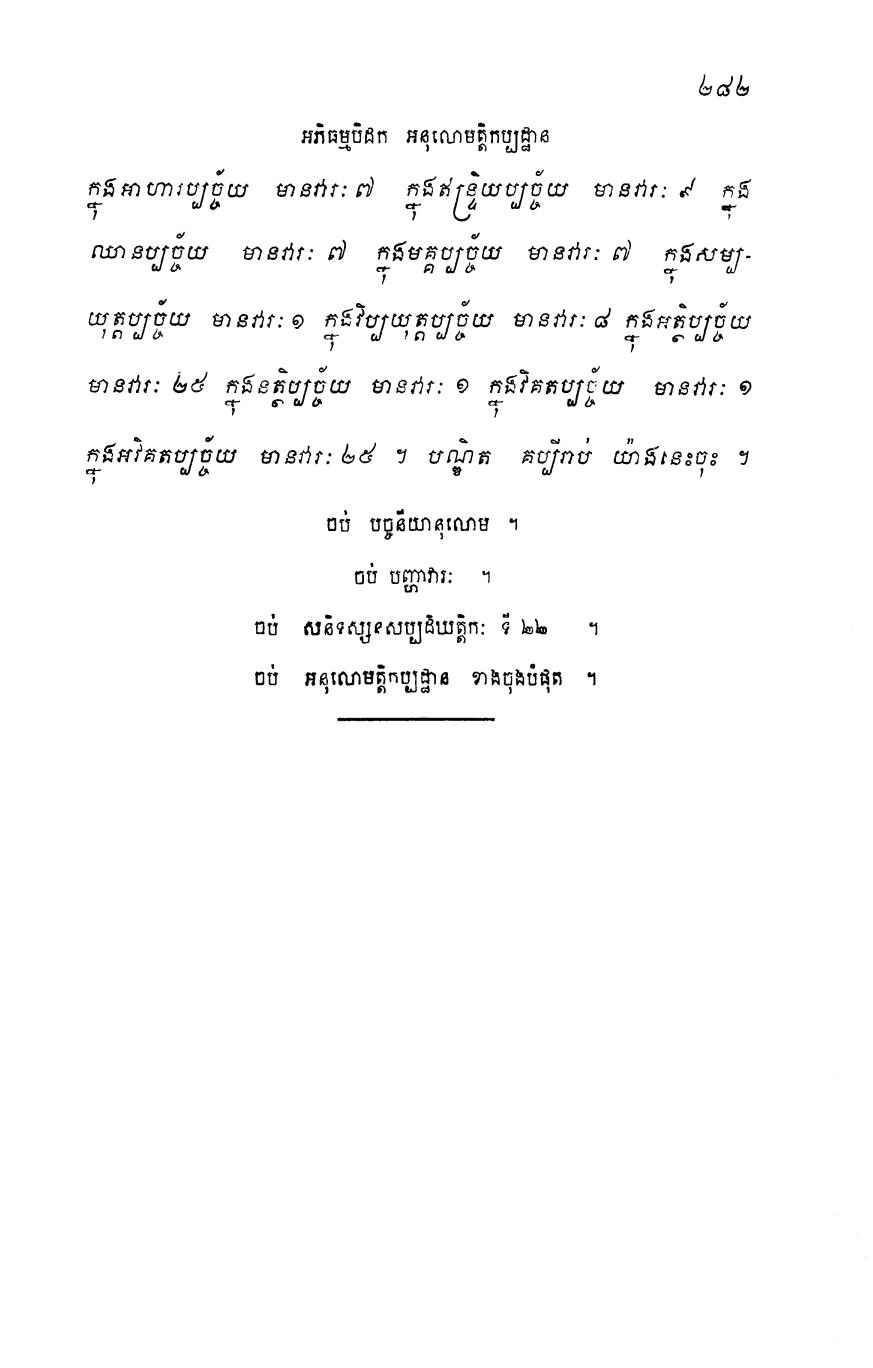 ២៨២
អភិធម្មបិដក អនុលោមត្តិកប្បដ្ឋាន
ក្នុងអាហារប្បច្ច័យ មានវារៈ ៧ ក្នុងឥន្ទ្រិយប្បច្ច័យ មានវារៈ ៩ ក្នុង
ឈានប្បច្ច័យ មានវារៈ ៧ ក្នុងមគ្គប្បច្ច័យ មានវារៈ ៧ ក្នុងសម្ប-
យុត្តប្បច្ច័យ មានវារៈ ១ ក្នុងវិប្បយុត្តប្បច្ច័យ មានវារៈ ៨ ក្នុងអត្ថិប្បច្ច័យ
មានវារៈ ២៥ ក្នុងនត្ថិប្បច្ច័យ មានវារៈ ១ ក្នុងវិគតប្បច្ច័យ មានវារៈ ១
ក្នុងអវិគតប្បច្ច័យ មានវារៈ ២៥ ។ បណ្ឌិត គប្បីរាប់ យ៉ាងនេះចុះ ។
ចប់ បច្ចនីយានុលោម ។
ចប់ បញ្ហាវារៈ ។
ចប់ សនិទស្សនសប្បដិឃត្តិកៈ ទី ២២ ។
ចប់ អនុលោមត្តិកប្បដ្ឋាន ខាងចុងបំផុត ។